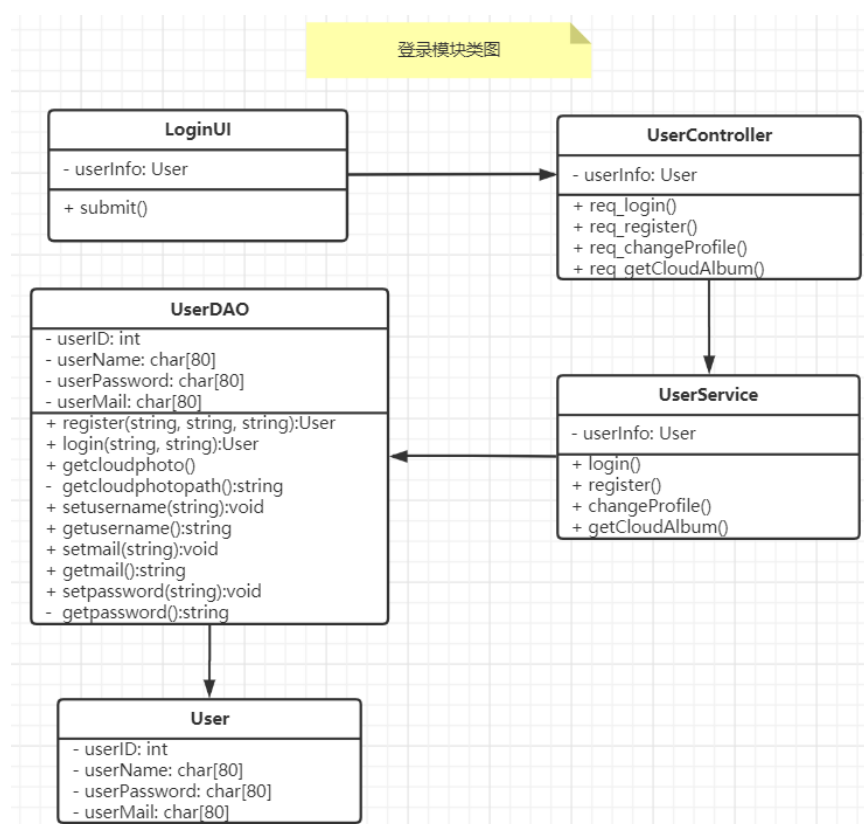 登录模块类图
LoginUI
- userInfo: User
+ submit()
UserController
- userInfo: User
+ req_login()
+ req_register()
+ req_changeProfile()
+ req_getCloudAlbum()
UserDAO
- userID: int
- userName: char[80]
- userPassword: char[80]
- userMail: char[80]
+ register(string, string, string):User
+ login(string, string):User
+ getcloudphoto()
- getcloudphotopath():string
+ setusername(string):void
+ getusername():string
+ setmail(string):void
+ getmail():string
+ setpassword(string):void
- getpassword():string
UserService
- userInfo: User
+ login()
+ register()
+ changeProfile()
+ getCloudAlbum()
User
- userID: int
- userName: char[80]
- userPassword: char[80]
- userMail: char[80]